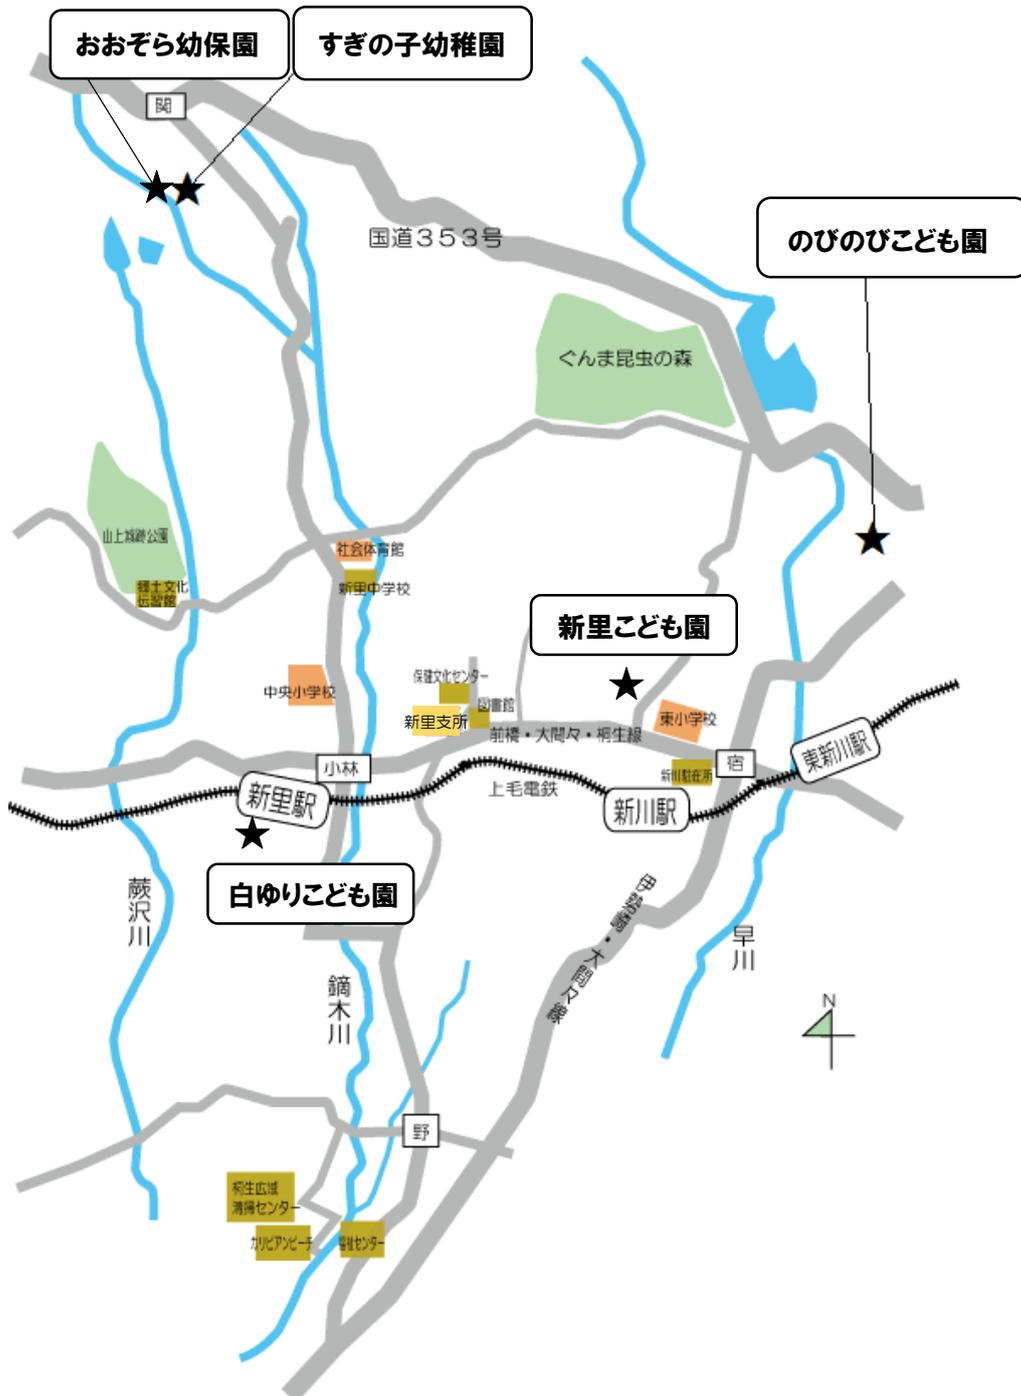 おおぞら幼保園
すぎの子幼稚園
関
のびのびこども園
国道353号
ぐんま昆虫の森
山上城跡公園
郷土文化
伝習館
社会体育館
新里中学校
新里こども園
中央小学校
保健文化センター
図書館
新里支所
東小学校
前橋・大間々・桐生線
小林
宿
新川駐在所
東新川駅
上毛電鉄
新里駅
新川駅
白ゆりこども園
蕨沢川
伊勢崎・大間々線
早川
鏑木川
N
野
桐生広域
清掃センター
カリビアンビーチ
福祉センター